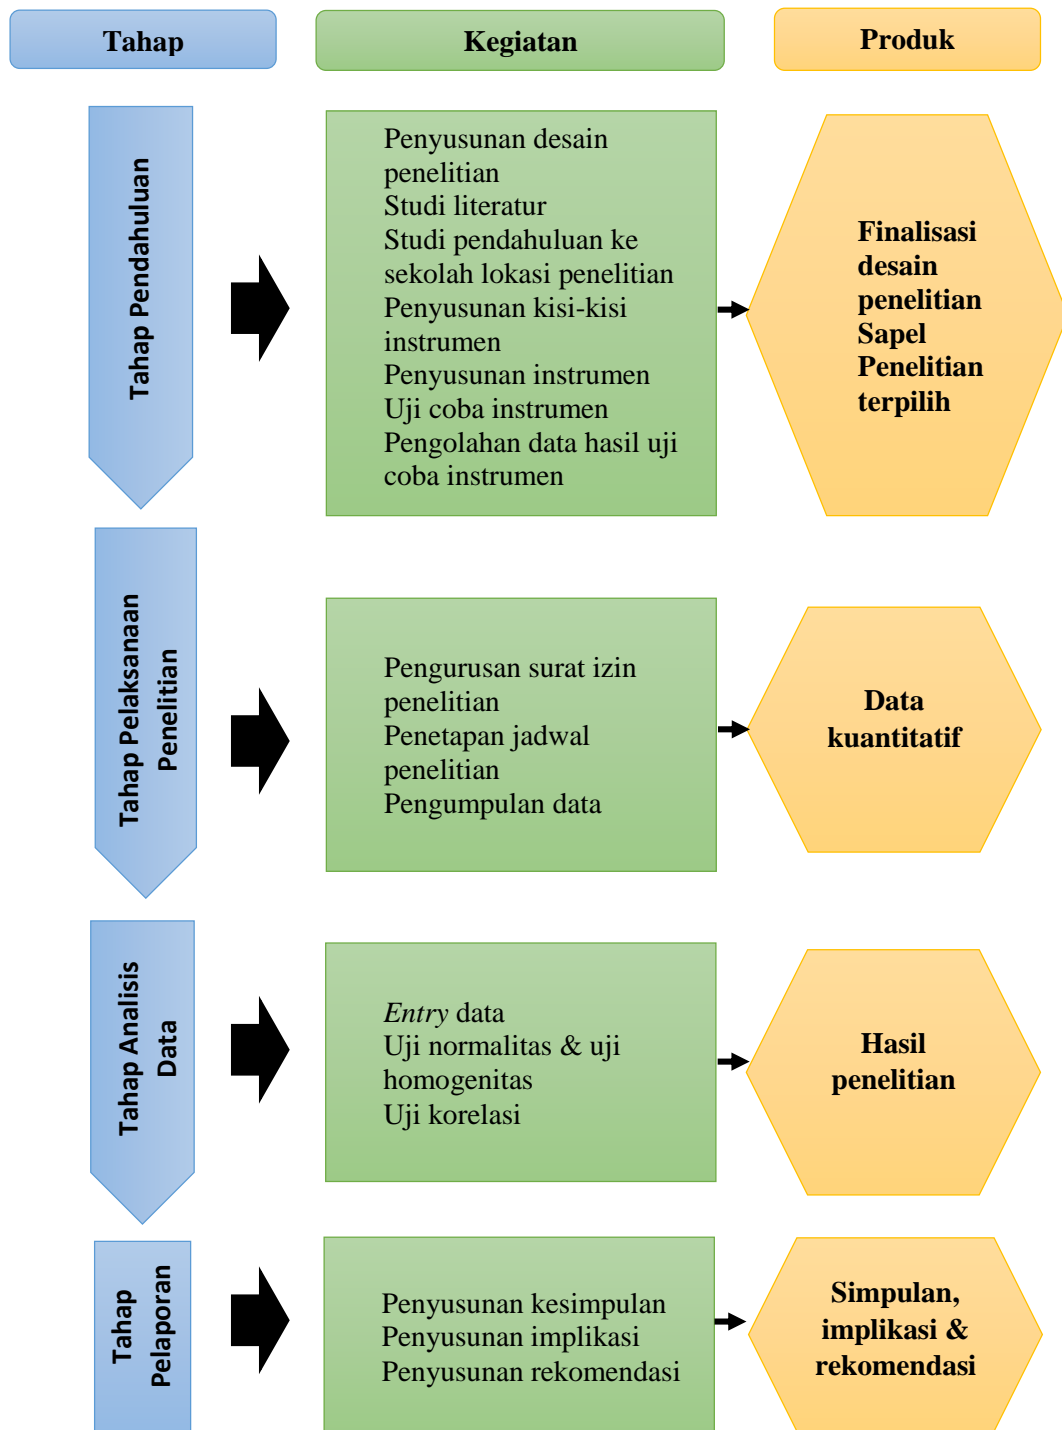 Tahap
Kegiatan
Produk
Tahap Pendahuluan
Penyusunan desain
penelitian
Studi literatur
Studi pendahuluan ke
sekolah lokasi penelitian
Penyusunan kisi-kisi
instrumen
Penyusunan instrumen
Uji coba instrumen
Pengolahan data hasil uji
coba instrumen
Finalisasi
desain
penelitian
Sapel
Penelitian
terpilih
Tahap Pelaksanaan
Penelitian
Pengurusan surat izin
penelitian
Penetapan jadwal
penelitian
Pengumpulan data
Data
kuantitatif
Tahap Analisis
Data
Entry data
Uji normalitas & uji
homogenitas
Uji korelasi
Hasil
penelitian
Tahap
Pelaporan
Penyusunan kesimpulan
Penyusunan implikasi
Penyusunan rekomendasi
Simpulan,
implikasi &
rekomendasi